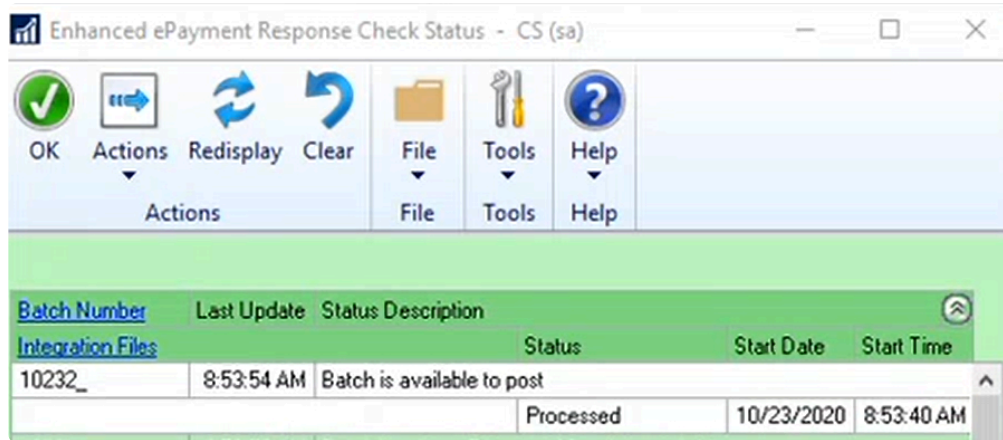 Enhanced ePayment Response Check Status - CS (sa)
OK Actions Redisplay Clear File Tools Help
Actions File Tools Help
Batch Number Last Update Status Description
Integration Files Status Start Date Start Time
10232_ 8:53:54 AM Batch is available to post
Processed 10/23/2020 8:53:40 AM